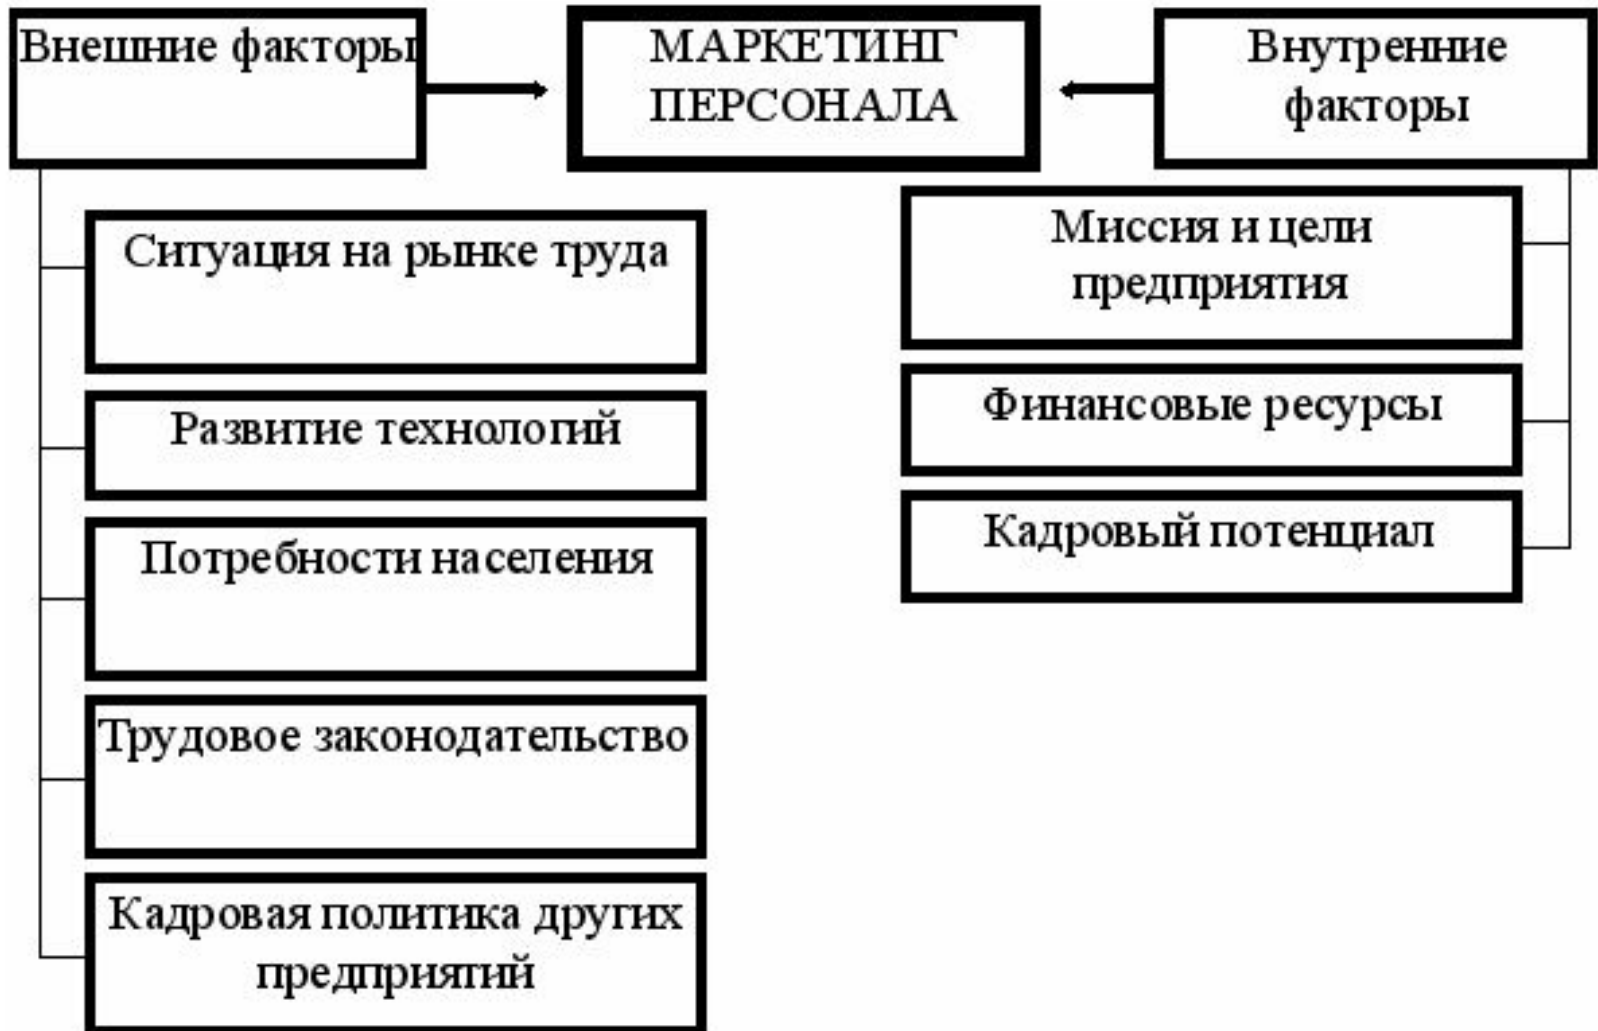 Внешние факторы
МАРКЕТИНГ
ПЕРСОНАЛА
Внутренние
факторы
Ситуация на рынке труда
Развитие технологий
Потребности населения
Трудовое законодательство
Кадровая политика других
предприятий
Миссия и цели
предприятия
Финансовые ресурсы
Кадровый потенциал